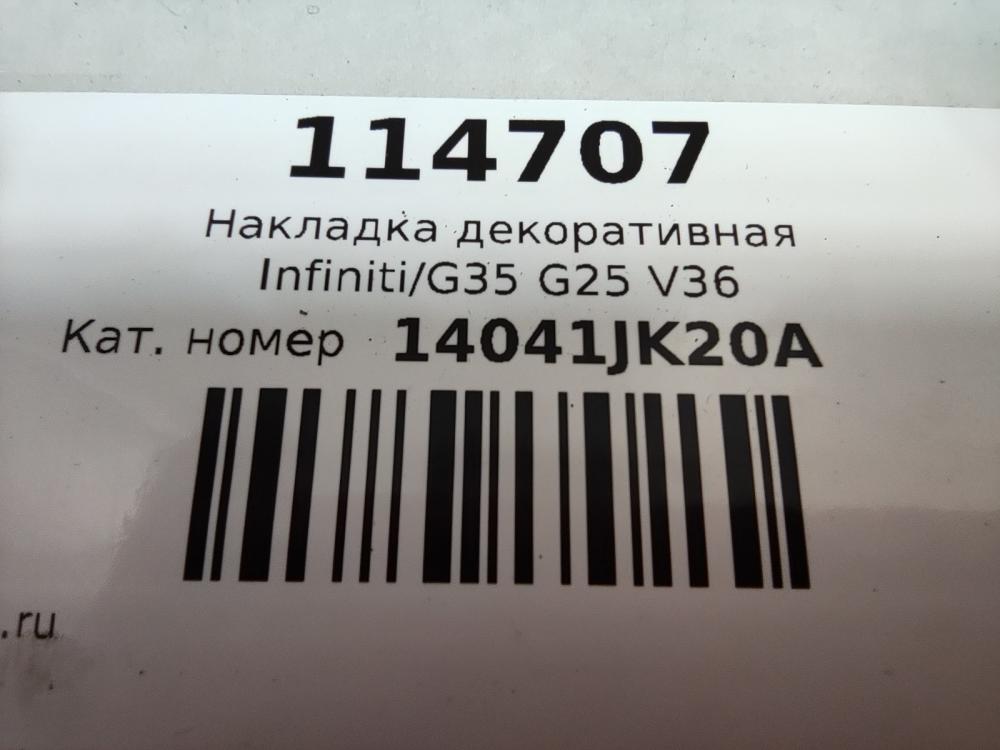 114707
Накладка декоративная
Infiniti/G35 G25 V36
Кат. номер 14041JK20A
.ru